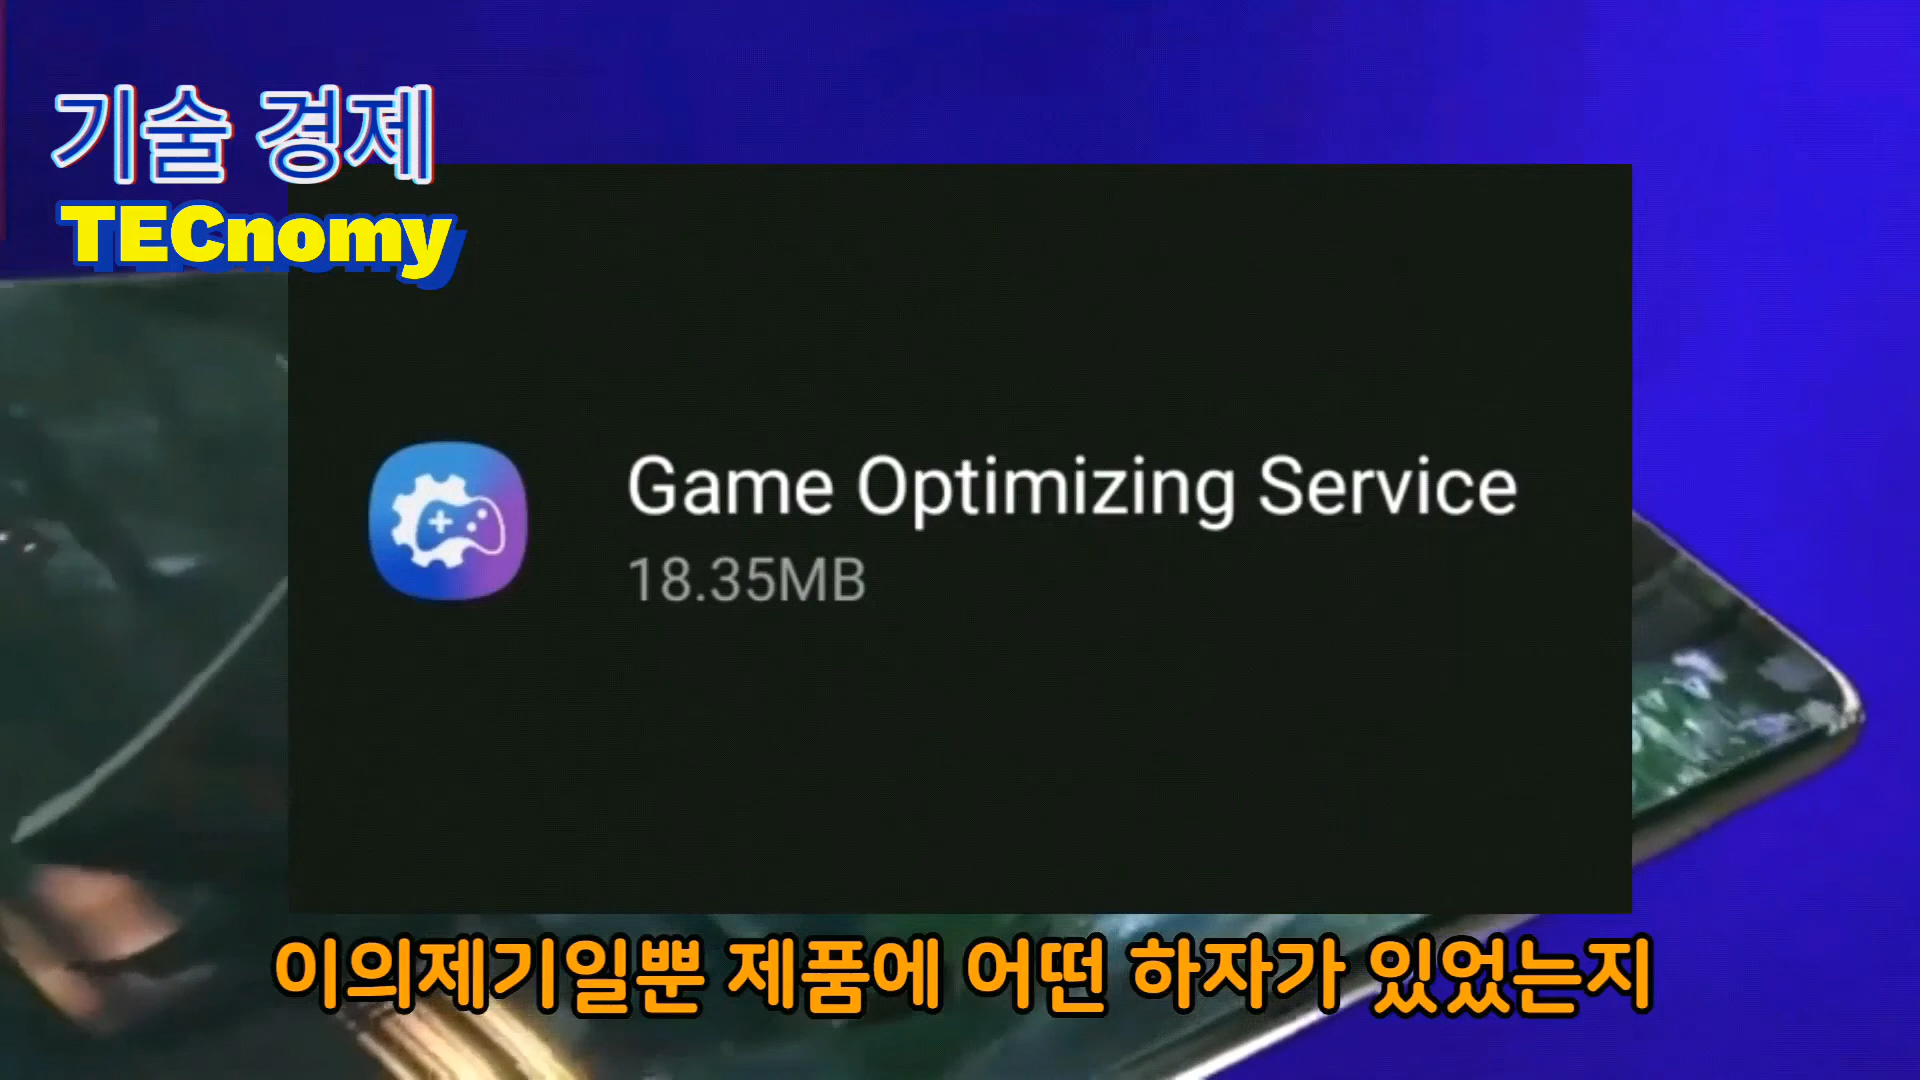 기술 경제
TECnomy
Game Optimizing Service
18.35MB
이의제기일뿐 제품에 어떤 하자가 있었는지